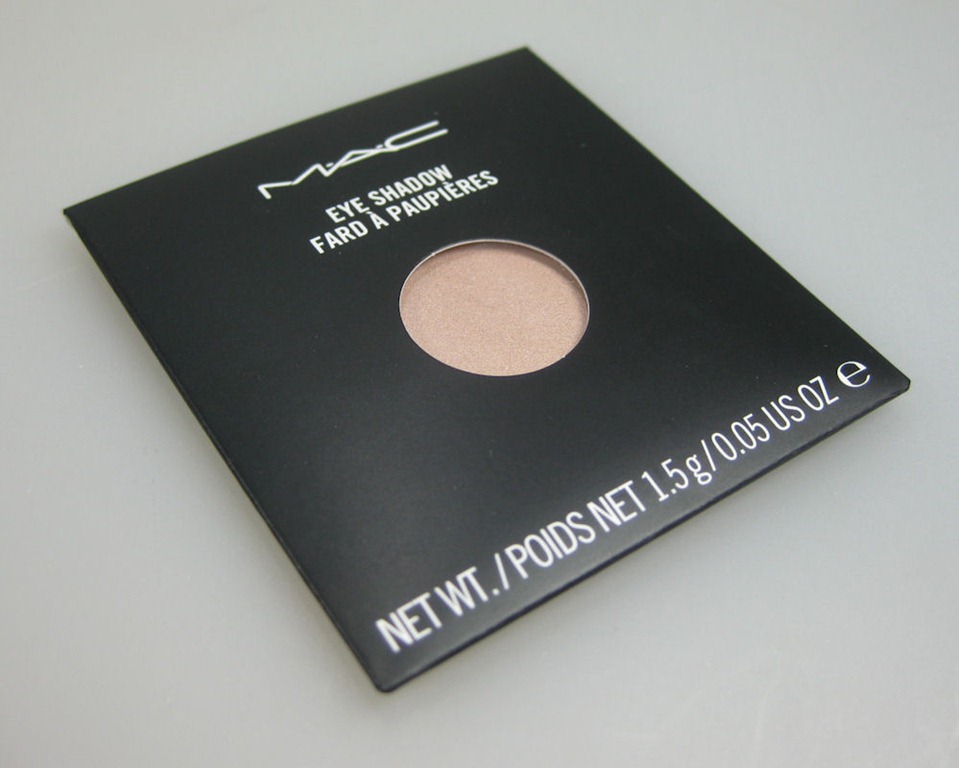 M·A·C
EYE SHADOW
FARD À PAUPIÈRES
NET WT./POIDS NET 1.5 g/0.05 US OZ ℮